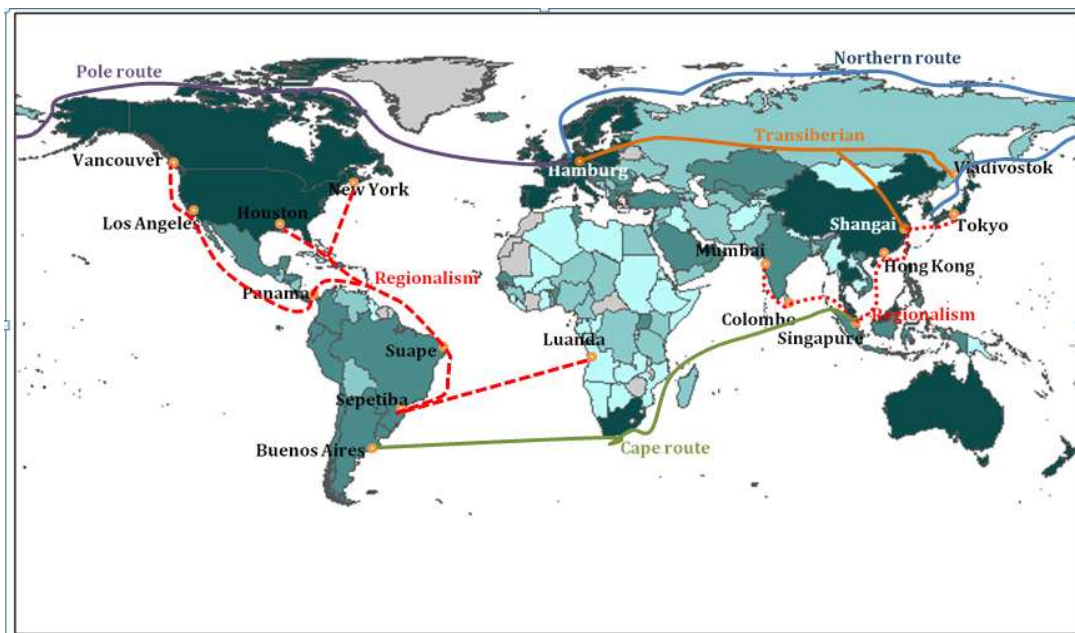 Northern route
Pole route
Transiberian
Vancouver
Hamburg
Viadivostok
New York
Los Angeles
Houston
Shangai
Tokyo
Mumbai
Hong Kong
Regionalism
Panama
Colombo
Regionalism
Luanda
Singapure
Suape
Sepetiba
Buenos Aires
Cape route